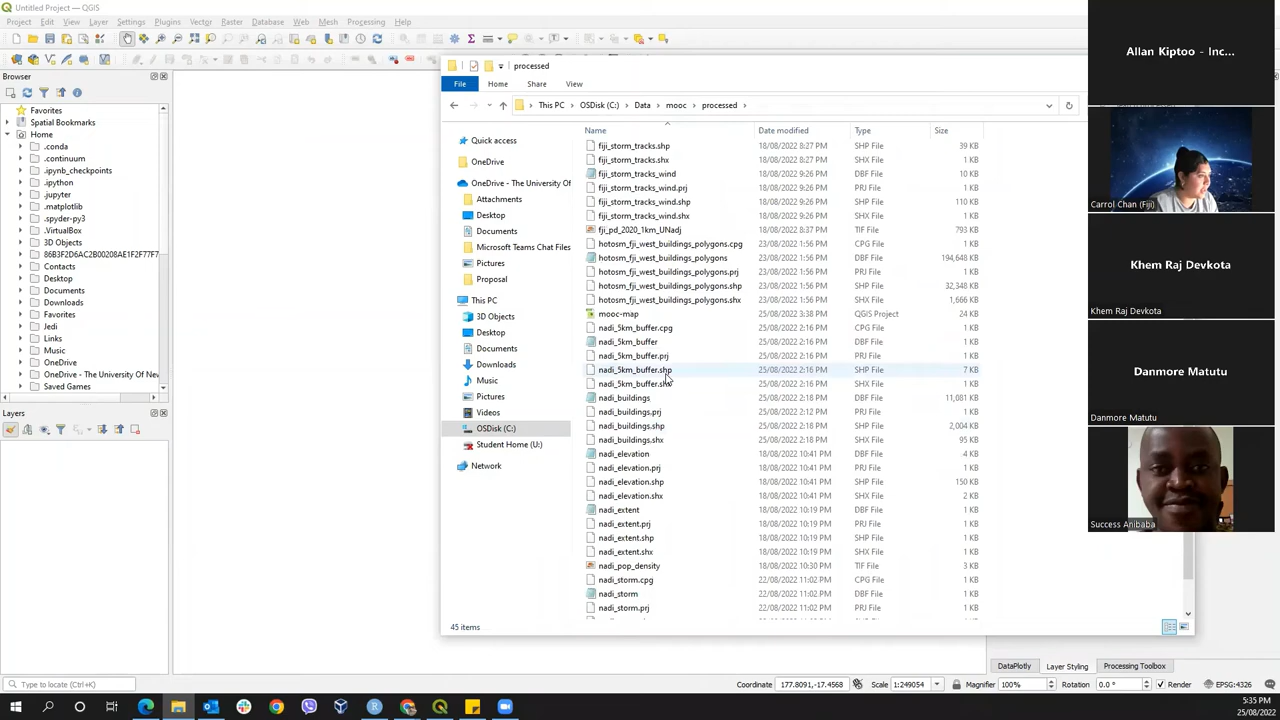 Untitled Project — QGIS
Project Edit View Layer Settings Plugins Vector Raster Database Web Mesh Processing Help
Browser
Favorites
Spatial Bookmarks
Home
.conda
.continuum
.ipynb_checkpoints
.ipython
.jupyter
.matplotlib
.spyder-py3
.VirtualBox
3D Objects
86B3F2D6AC2B00208AE1F2F77F7
Contacts
Desktop
Documents
Downloads
Favorites
Jedi
Links
Music
OneDrive
OneDrive - The University Of New
Saved Games
Layers
Type to locate (Ctrl+K)
processed
File Home Share View
This PC OSDisk (C:) Data mooc processed
Quick access
OneDrive
OneDrive - The University Of
Attachments
Desktop
Documents
Microsoft Teams Chat Files
Pictures
Proposal
This PC
3D Objects
Desktop
Documents
Downloads
Music
Pictures
Videos
OSDisk (C:)
Student Home (U:)
Network
Name Date modified Type Size
fiji_storm_tracks.shp 18/08/2022 8:27 PM SHP File 39 KB
fiji_storm_tracks.shx 18/08/2022 8:27 PM SHX File 1 KB
fiji_storm_tracks_wind 18/08/2022 9:26 PM DBF File 10 KB
fiji_storm_tracks_wind.prj 18/08/2022 9:26 PM PRJ File 1 KB
fiji_storm_tracks_wind.shp 18/08/2022 9:26 PM SHP File 110 KB
fiji_storm_tracks_wind.shx 18/08/2022 9:26 PM SHX File 1 KB
fji_pd_2020_1km_UNadj 18/08/2022 8:37 PM TIF File 793 KB
hotosm_fji_west_buildings_polygons.cpg 23/08/2022 1:56 PM CPG File 1 KB
hotosm_fji_west_buildings_polygons 23/08/2022 1:56 PM DBF File 194,648 KB
hotosm_fji_west_buildings_polygons.prj 23/08/2022 1:56 PM PRJ File 1 KB
hotosm_fji_west_buildings_polygons.shp 23/08/2022 1:56 PM SHP File 32,348 KB
hotosm_fji_west_buildings_polygons.shx 23/08/2022 1:56 PM SHX File 1,666 KB
mooc-map 25/08/2022 3:38 PM QGIS Project 4 KB
nadi_5km_buffer.cpg 25/08/2022 2:16 PM CPG File 1 KB
nadi_5km_buffer 25/08/2022 2:16 PM DBF File 1 KB
nadi_5km_buffer.prj 25/08/2022 2:16 PM PRJ File 1 KB
nadi_5km_buffer.shp 25/08/2022 2:16 PM SHP File 7 KB
nadi_5km_buffer.shx 25/08/2022 2:16 PM SHX File 1 KB
nadi_buildings 25/08/2022 2:18 PM DBF File 11,081 KB
nadi_buildings.prj 25/08/2022 2:12 PM PRJ File 1 KB
nadi_buildings.shp 25/08/2022 2:18 PM SHP File 2,004 KB
nadi_buildings.shx 25/08/2022 2:18 PM SHX File 95 KB
nadi_elevation 18/08/2022 10:41 PM DBF File 4 KB
nadi_elevation.prj 18/08/2022 10:41 PM PRJ File 1 KB
nadi_elevation.shp 18/08/2022 10:41 PM SHP File 150 KB
nadi_elevation.shx 18/08/2022 10:41 PM SHX File 2 KB
nadi_extent 18/08/2022 10:19 PM DBF File 1 KB
nadi_extent.prj 18/08/2022 10:19 PM PRJ File 1 KB
nadi_extent.shp 18/08/2022 10:19 PM SHP File 1 KB
nadi_extent.shx 18/08/2022 10:19 PM SHX File 1 KB
nadi_pop_density 18/08/2022 10:30 PM TIF File 3 KB
nadi_storm.cpg 22/08/2022 11:02 PM CPG File 1 KB
nadi_storm 22/08/2022 11:02 PM DBF File 1 KB
nadi_storm.prj 22/08/2022 11:02 PM PRJ File 1 KB
45 items
DataPlotly Layer Styling Processing Toolbox
Coordinate 177.8091,-17.4568 Scale 1:249054 Magnifier 100% Rotation 0.0 ° Render EPSG:4326
5:35 PM
25/08/2022
Allan Kiptoo - Inc...
Carrol Chan (Fiji)
Khem Raj Devkota
Khem Raj Devkota
Danmore Matutu
Danmore Matutu
Success Anibaba